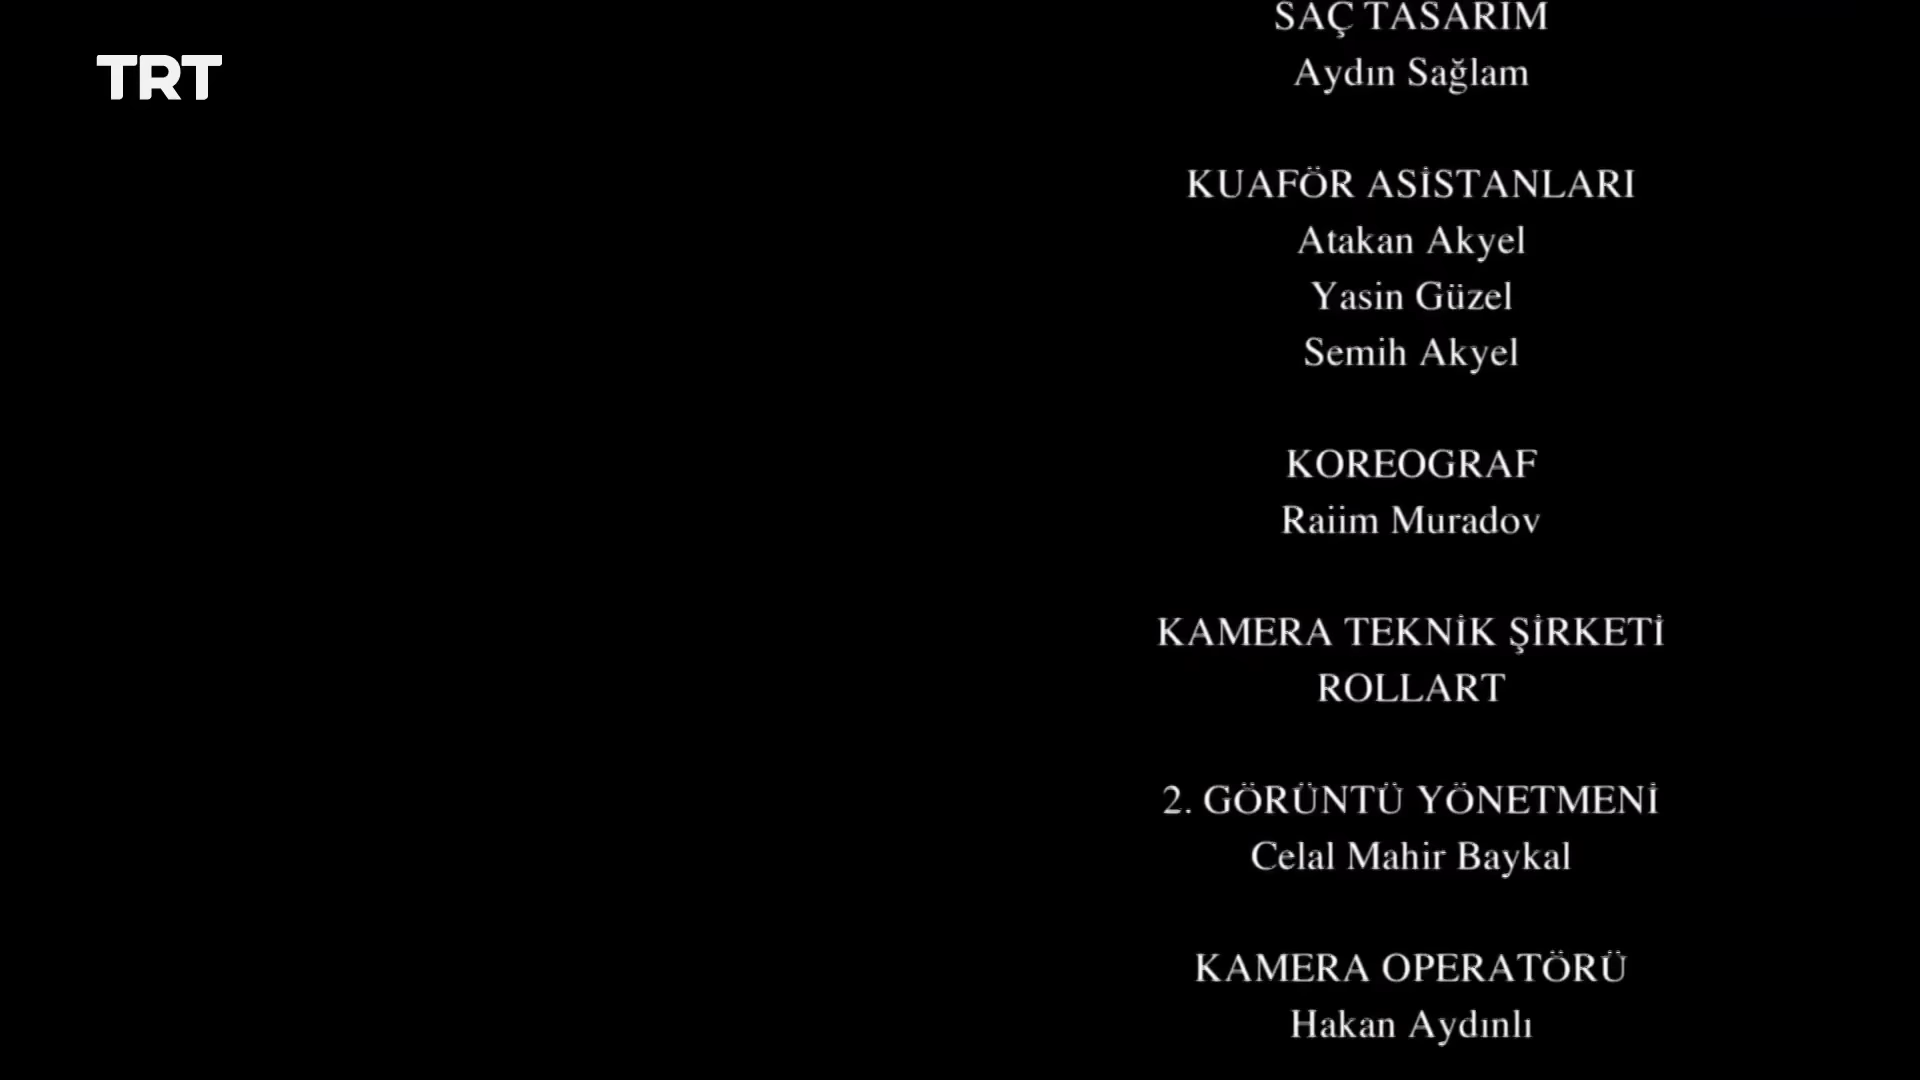 TRT
SAÇ TASARIM
Aydın Sağlam
KUAFÖR ASİSTANLARI
Atakan Akyel
Yasin Güzel
Semih Akyel
KOREOGRAF
Raiim Muradov
KAMERA TEKNİK ŞİRKETİ
ROLLART
2. GÖRÜNTÜ YÖNETMENİ
Celal Mahir Baykal
KAMERA OPERATÖRÜ
Hakan Aydınlı